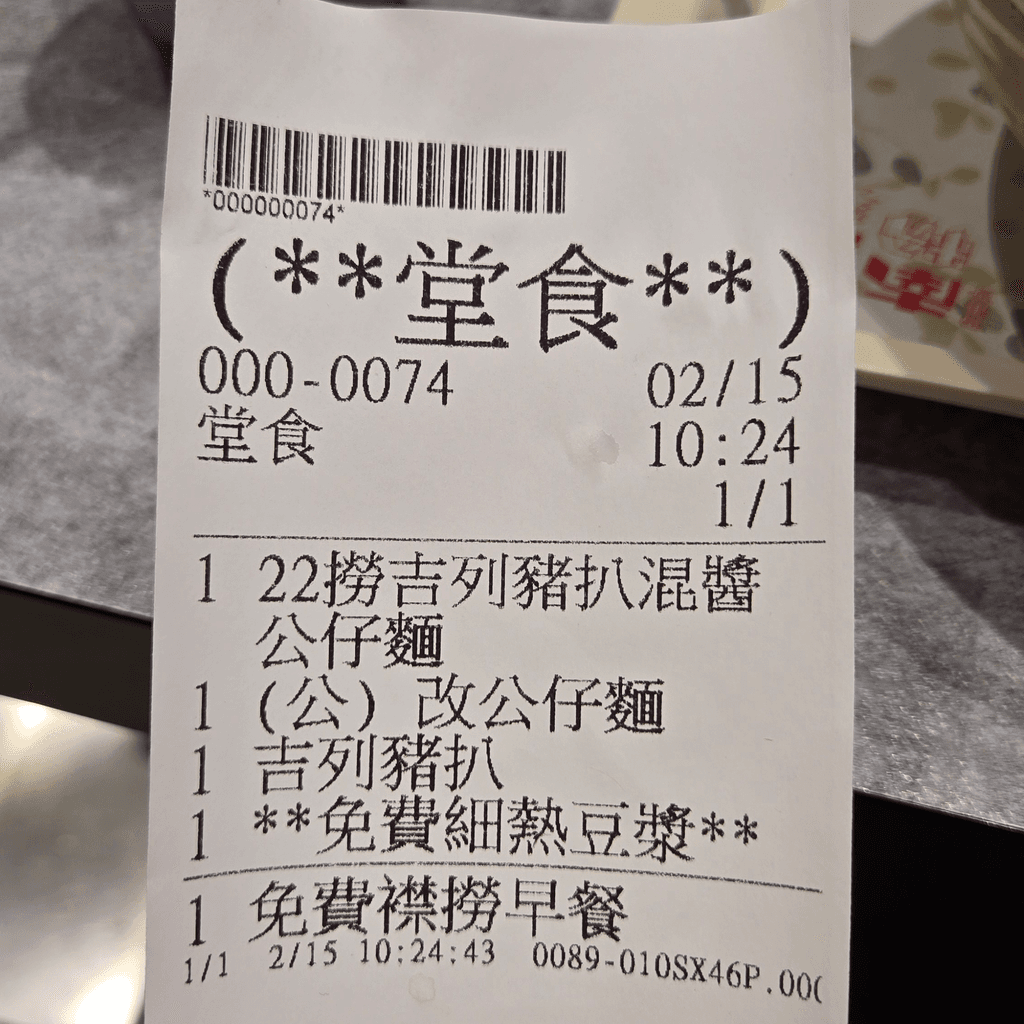 *000000074*
(**堂食**)
000-0074 02/15
堂食 10:24
1/1
1 22撈吉列豬扒混醬
公仔麵
1 (公) 改公仔麵
1 吉列豬扒
1 **免費細熱豆漿**
1 免費襟撈早餐
1/1 2/15 10:24:43 0089-010SX46P.00(